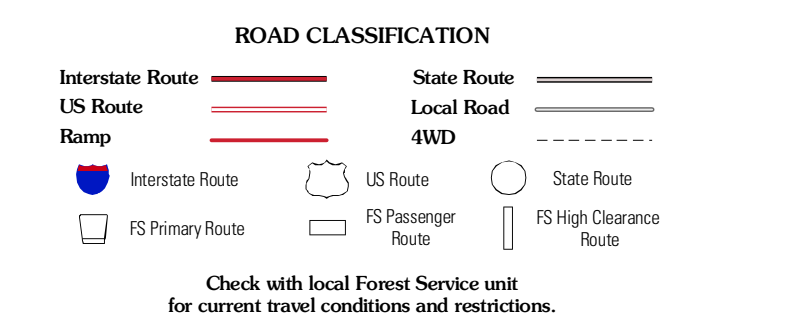 ROAD CLASSIFICATION
Interstate Route
State Route
US Route
Local Road
Ramp
4WD
Interstate Route
US Route
State Route
FS Primary Route
FS Passenger
Route
FS High Clearance
Route
Check with local Forest Service unit
for current travel conditions and restrictions.